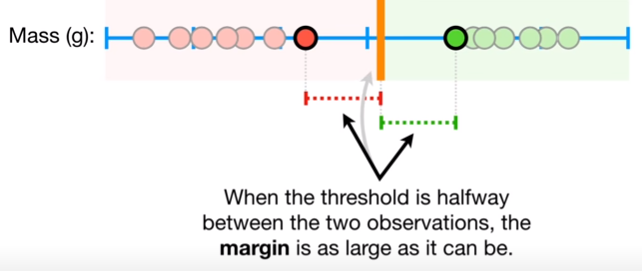 Mass (g):
When the threshold is halfway
between the two observations, the
margin is as large as it can be.